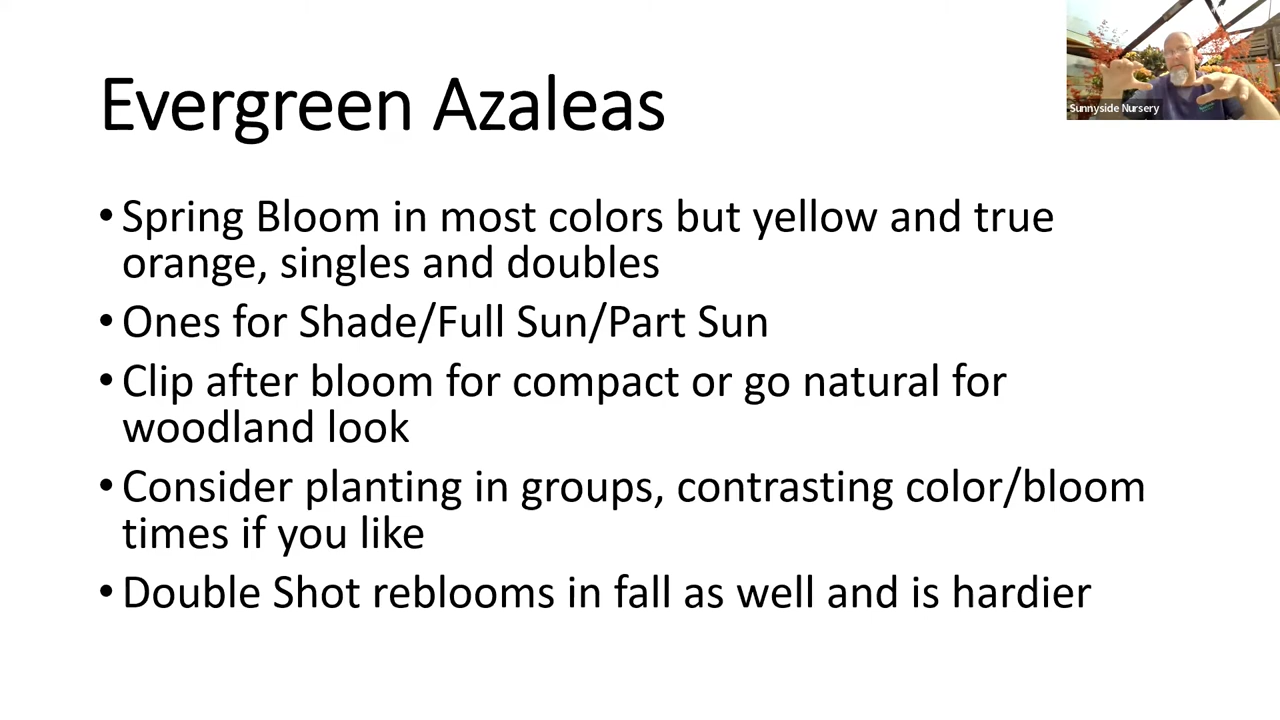 Evergreen Azaleas
Sunnyside Nursery
• Spring Bloom in most colors but yellow and true
orange, singles and doubles
• Ones for Shade/Full Sun/Part Sun
• Clip after bloom for compact or go natural for
woodland look
• Consider planting in groups, contrasting color/bloom
times if you like
• Double Shot reblooms in fall as well and is hardier